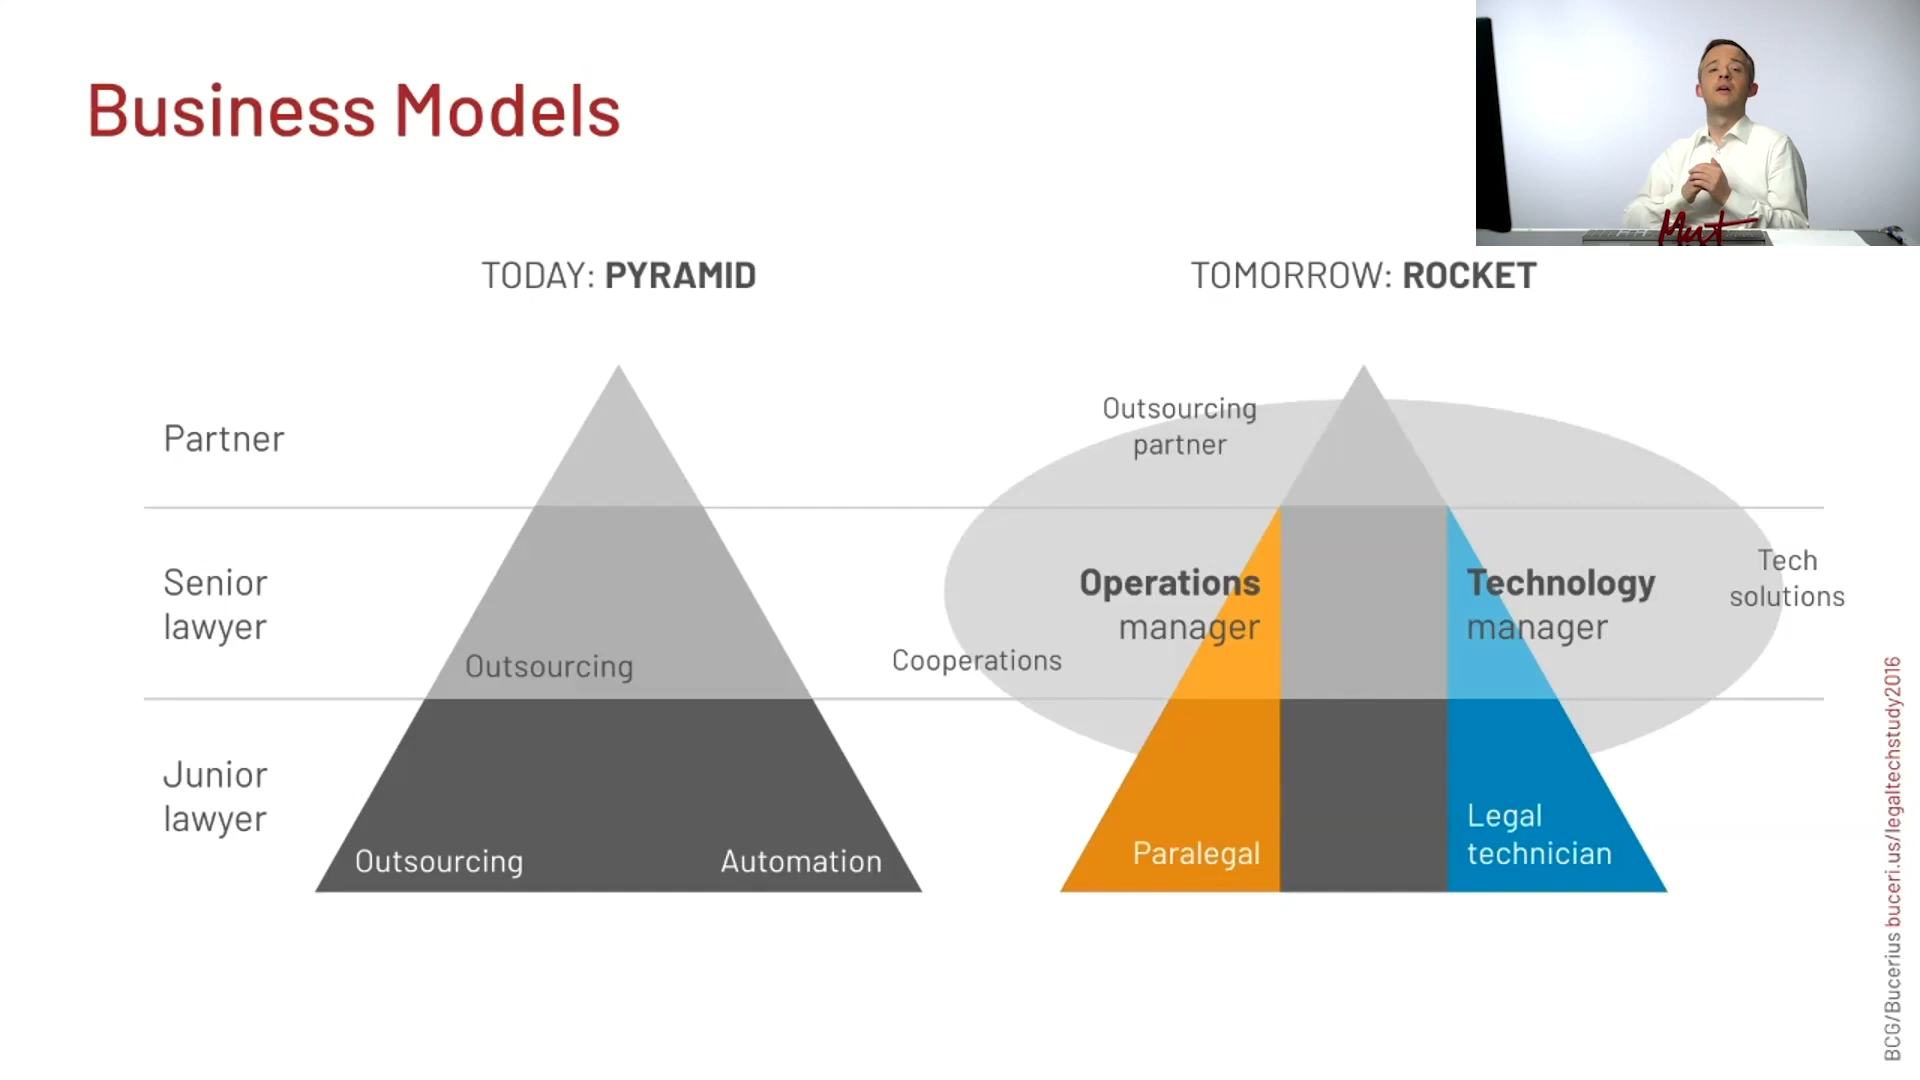 Business Models
TODAY: PYRAMID
TOMORROW: ROCKET
Partner
Senior
lawyer
Junior
lawyer
Outsourcing
Outsourcing
Automation
Outsourcing
partner
Operations
manager
Technology
manager
Tech
solutions
Cooperations
Paralegal
Legal
technician
BCG/Bucerius buceri.us/legaltechstudy2016